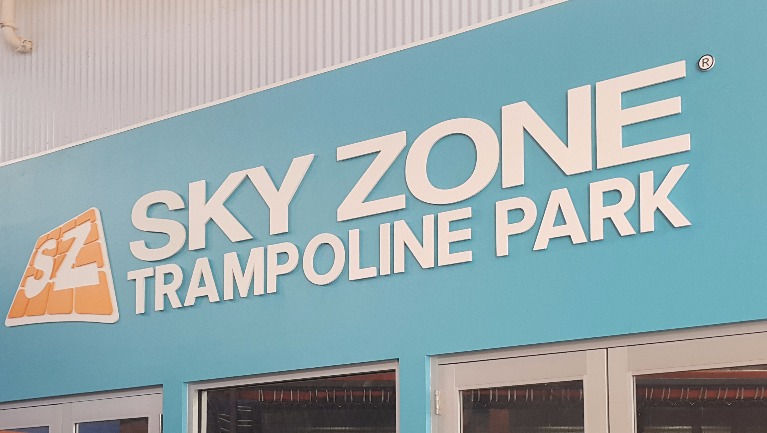 SKY ZONE®
SZ
TRAMPOLINE PARK